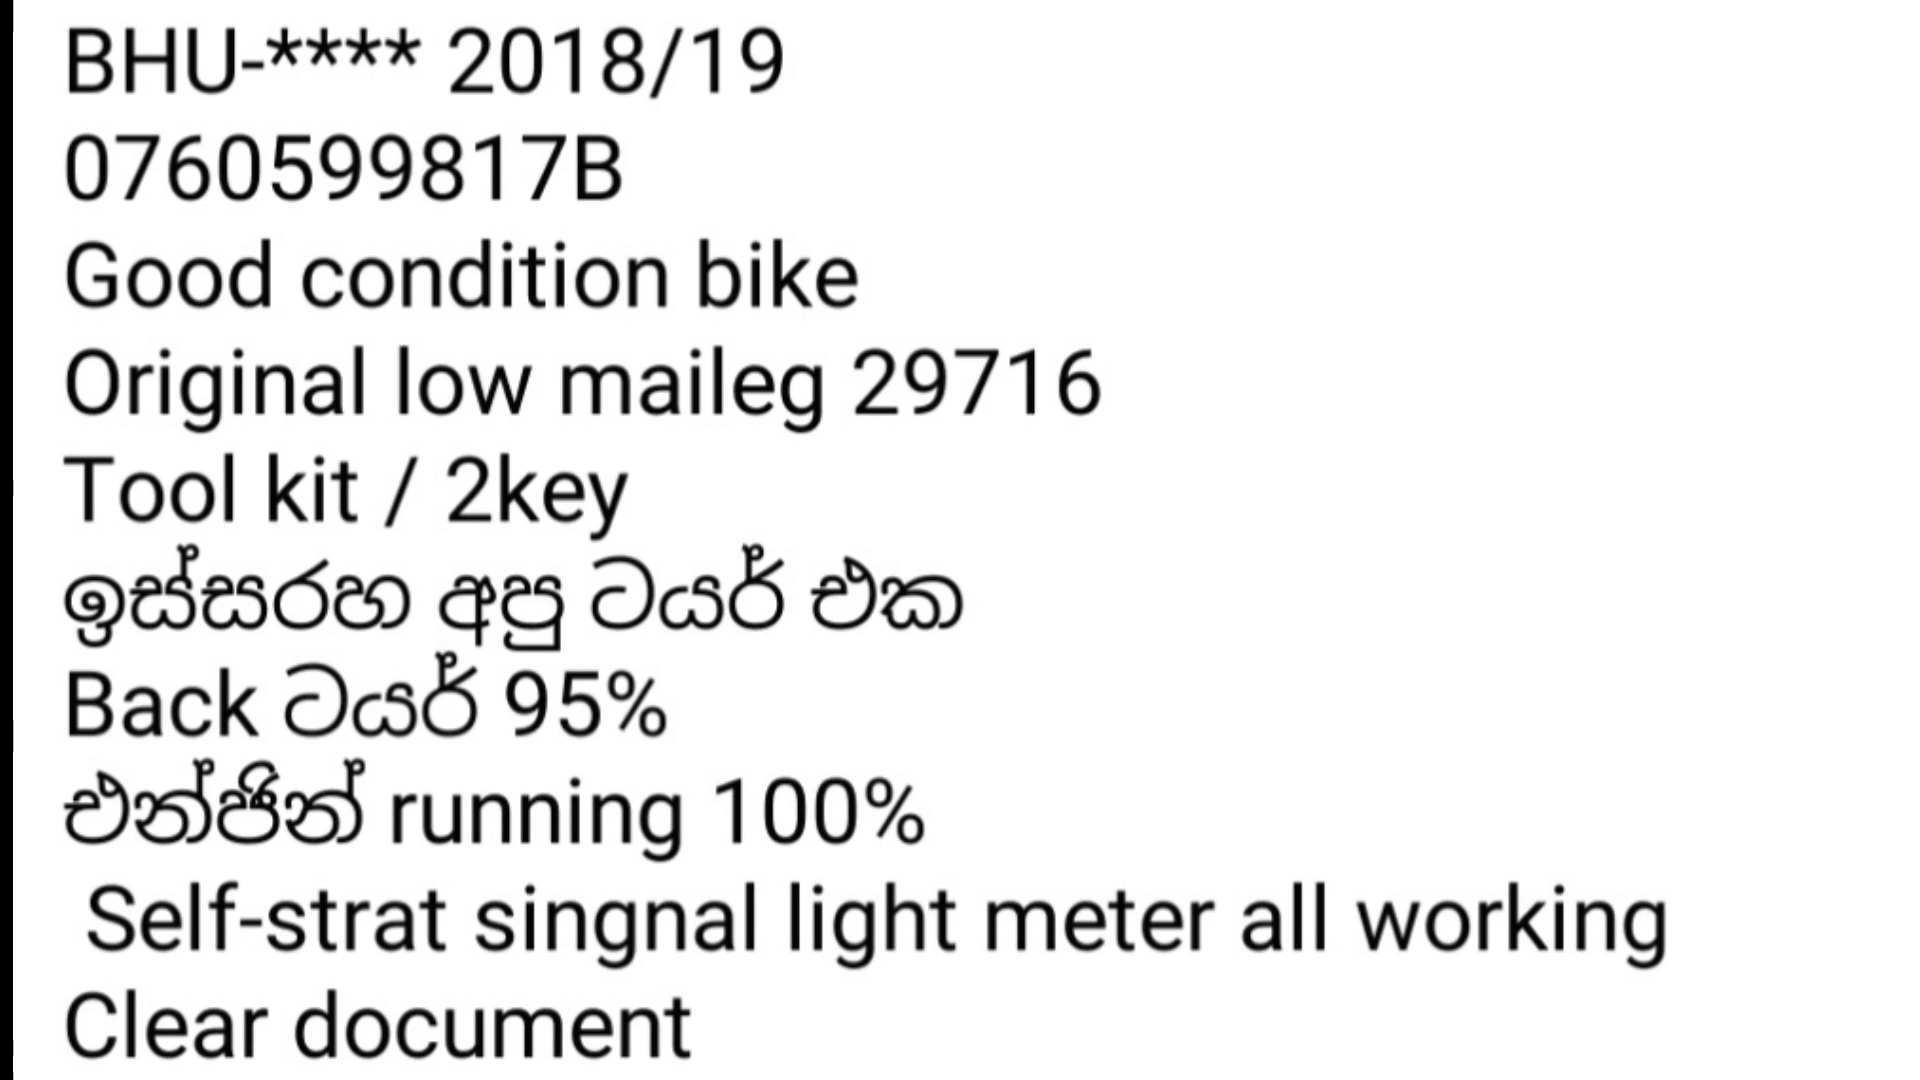 BHU-**** 2018/19
0760599817B
Good condition bike
Original low maileg 29716
Tool kit / 2key
ඉස්සරහ අපු ටයර් එක
Back ටයර් 95%
එන්ජින් running 100%
Self-strat singnal light meter all working
Clear document